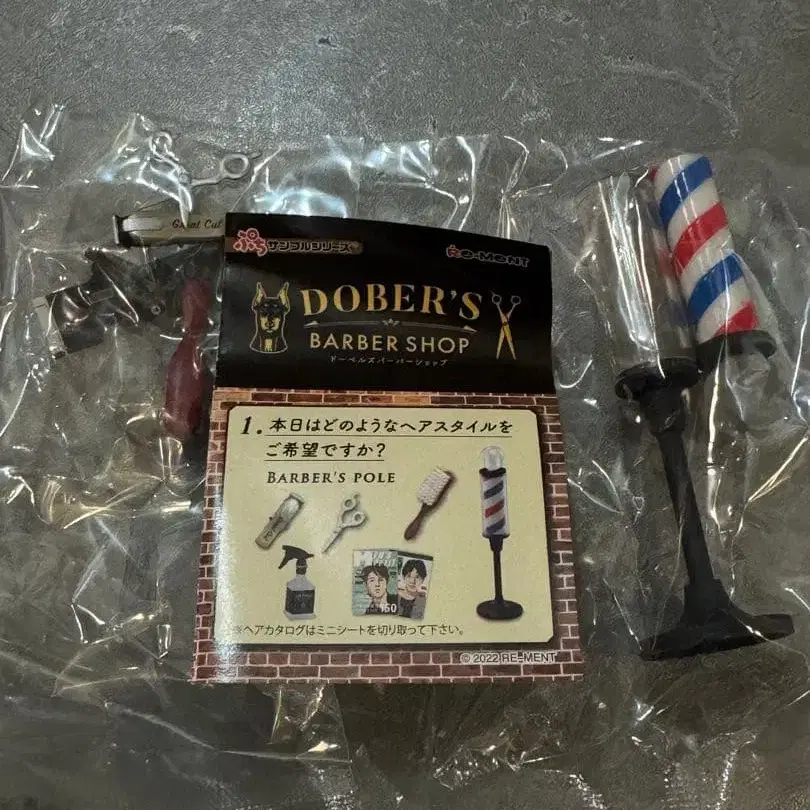 Great Cut
ぷちサンプルシリーズ
Re-MENT
DOBER'S
BARBER SHOP
ドーベルズバーバーショップ
1. 本日はどのようなヘアスタイルを
ご希望ですか?
BARBER'S POLE
150
※ヘアカタログはミニシートを切り取って下さい。
© 2022 RE-MENT